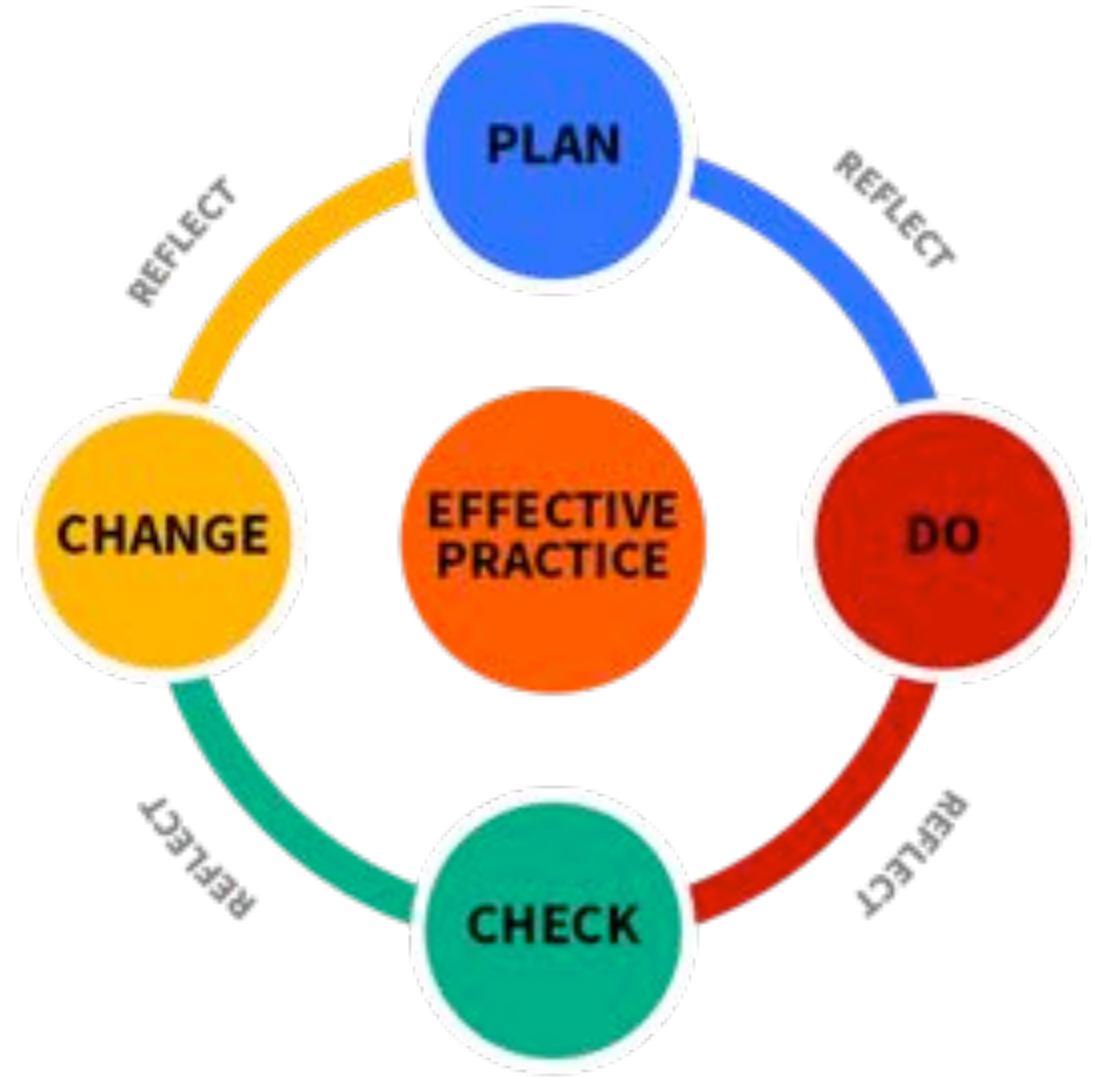 PLAN
REFLECT
REFLECT
CHANGE
EFFECTIVE
PRACTICE
DO
REFLECT
REFLECT
CHECK